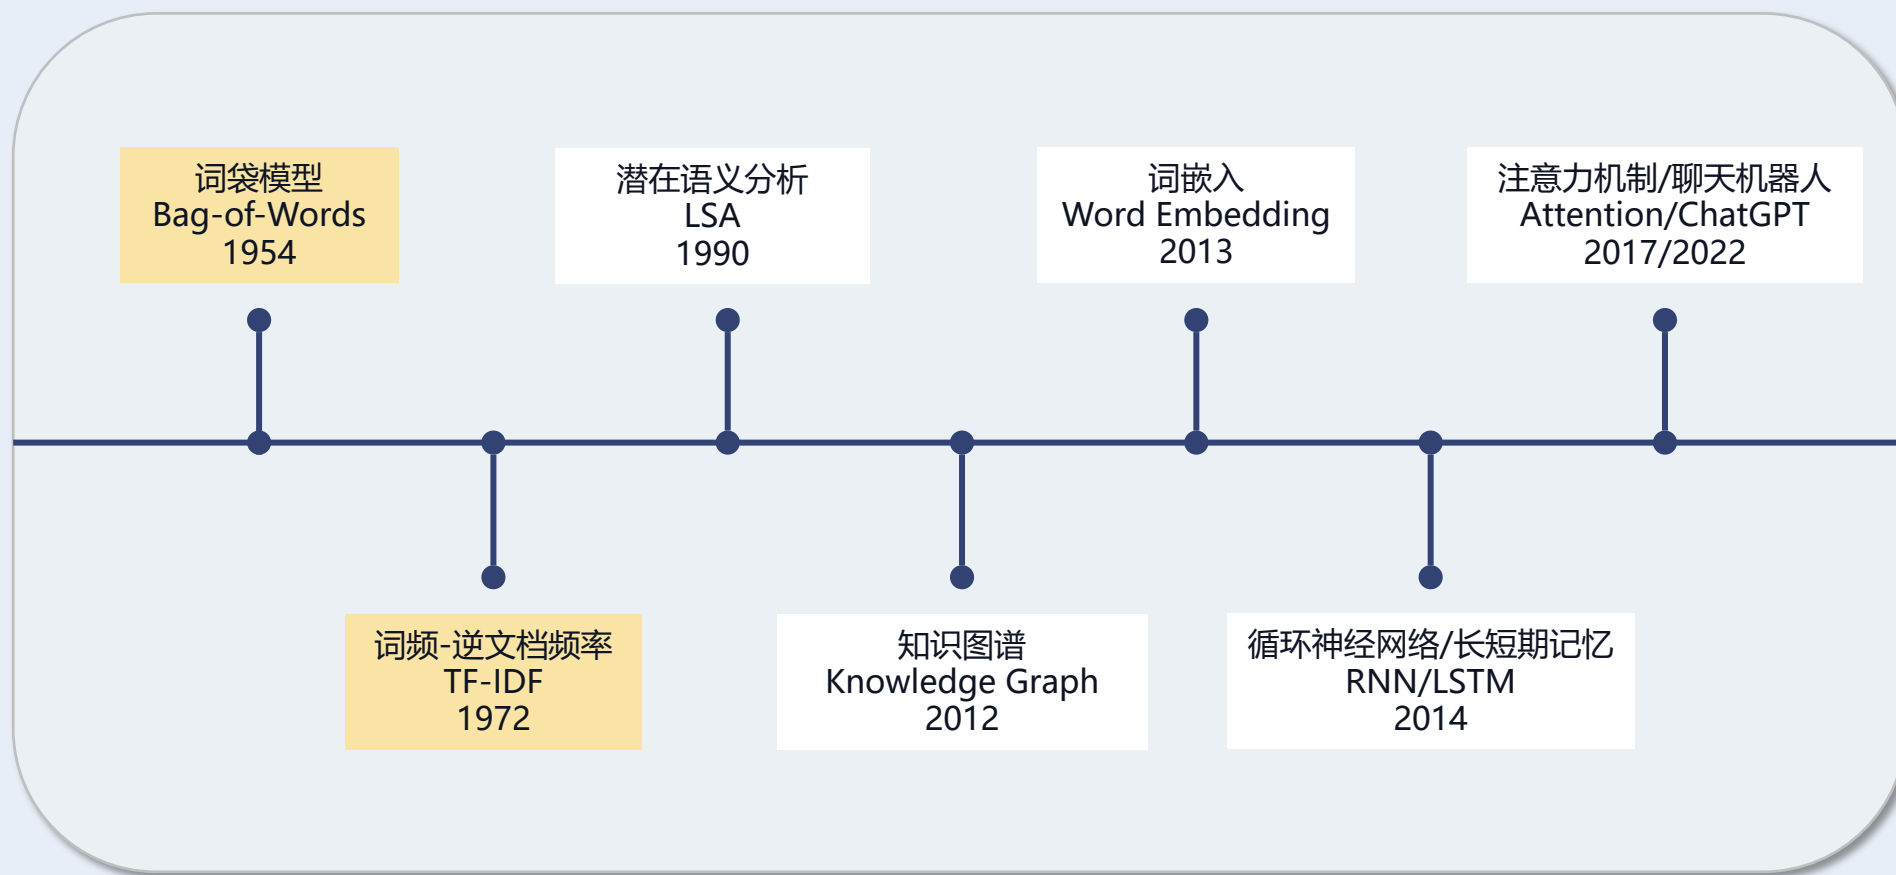 词袋模型
Bag-of-Words
1954
潜在语义分析
LSA
1990
词嵌入
Word Embedding
2013
注意力机制/聊天机器人
Attention/ChatGPT
2017/2022
词频-逆文档频率
TF-IDF
1972
知识图谱
Knowledge Graph
2012
循环神经网络/长短期记忆
RNN/LSTM
2014